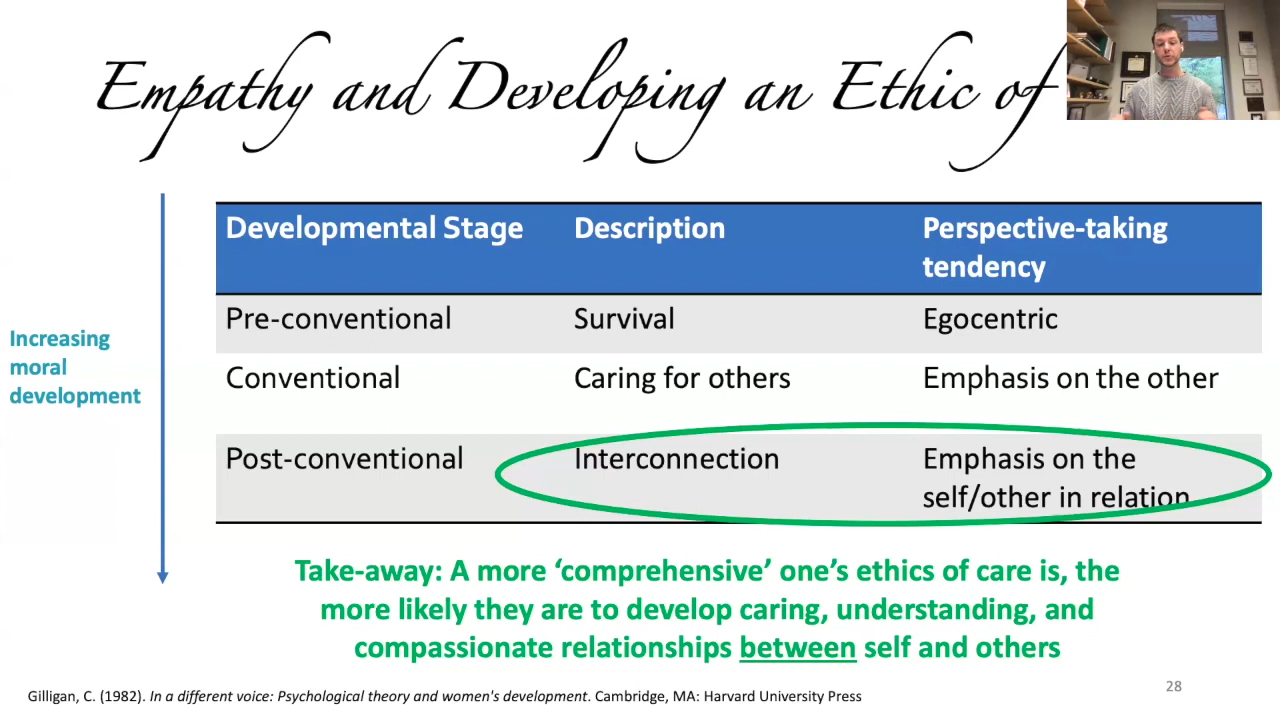 Empathy and Developing an Ethic of
Developmental Stage Description Perspective-taking
tendency
Pre-conventional Survival Egocentric
Increasing
moral
development
Conventional Caring for others Emphasis on the other
Post-conventional Interconnection Emphasis on the
self/other in relation
Take-away: A more ‘comprehensive’ one’s ethics of care is, the
more likely they are to develop caring, understanding, and
compassionate relationships between self and others
Gilligan, C. (1982). In a different voice: Psychological theory and women's development. Cambridge, MA: Harvard University Press
28